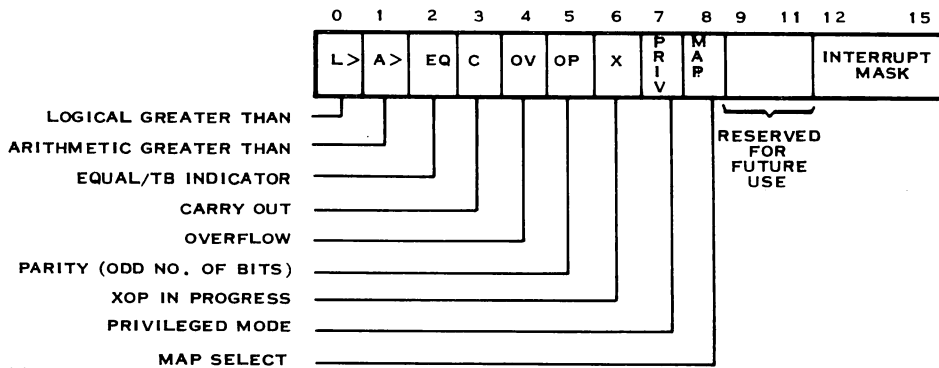 0 1 2 3 4 5 6 7 8 9 11 12 15
L> A> EQ C OV OP X PRIV MAP INTERRUPT MASK
LOGICAL GREATER THAN
ARITHMETIC GREATER THAN
EQUAL/TB INDICATOR
CARRY OUT
OVERFLOW
PARITY (ODD NO. OF BITS)
XOP IN PROGRESS
PRIVILEGED MODE
MAP SELECT
RESERVED
FOR
FUTURE
USE